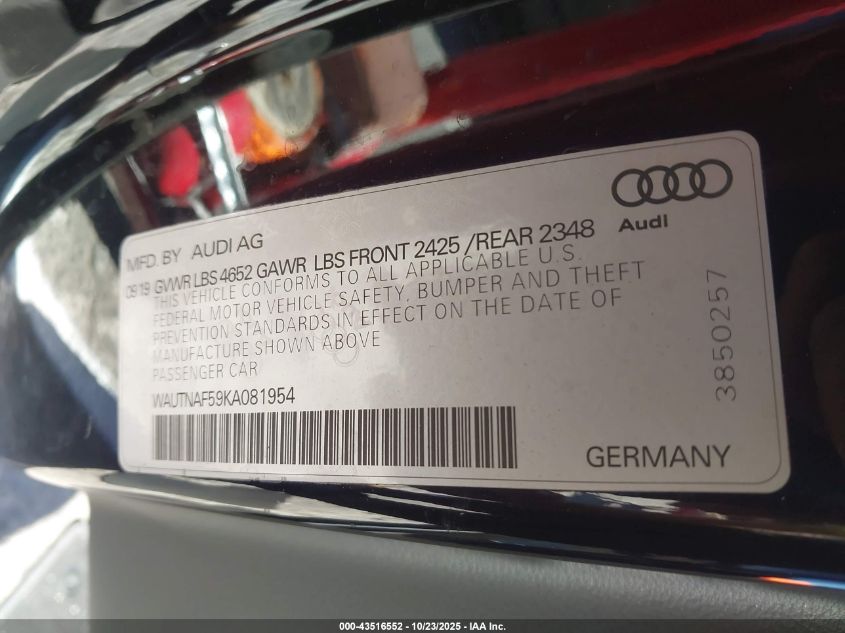 Audi
MFD. BY AUDI AG
0919 GVWR LBS 4652 GAWR LBS FRONT 2425 /REAR 2348
THIS VEHICLE CONFORMS TO ALL APPLICABLE U.S.
FEDERAL MOTOR VEHICLE SAFETY, BUMPER AND THEFT
PREVENTION STANDARDS IN EFFECT ON THE DATE OF
MANUFACTURE SHOWN ABOVE
PASSENGER CAR
WAUTNAF59KA081954
GERMANY
3850257
000-43516552 - 10/23/2025 - IAA Inc.